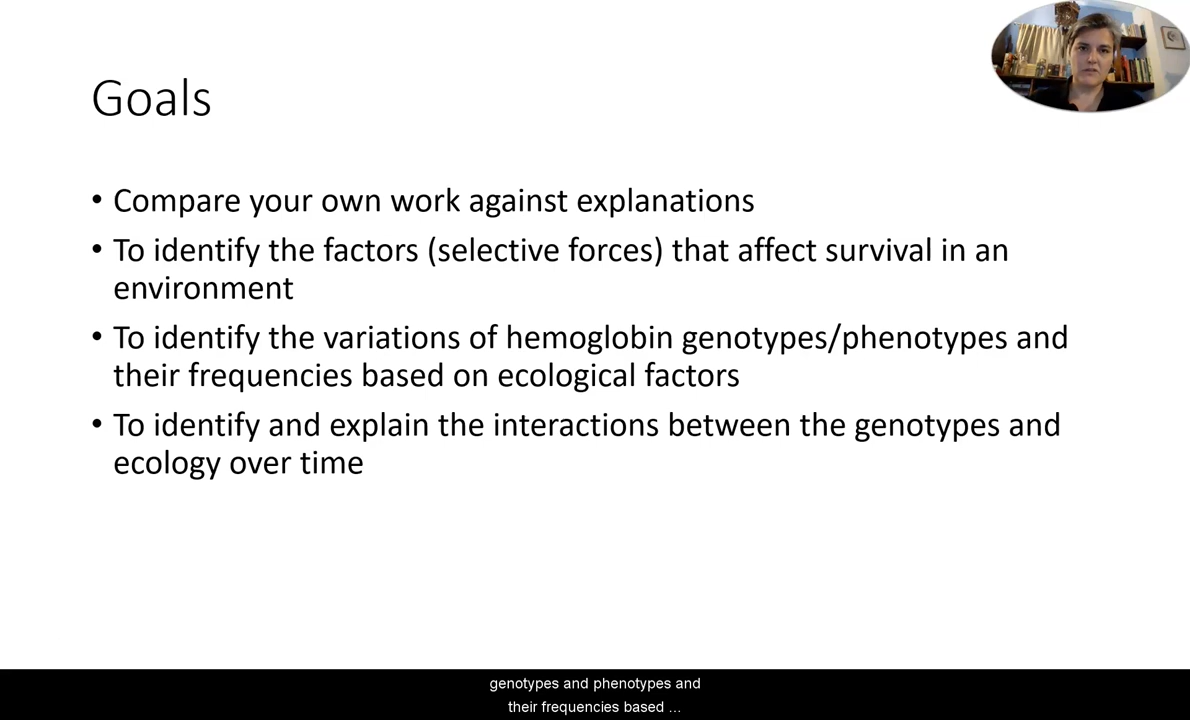 Goals
• Compare your own work against explanations
• To identify the factors (selective forces) that affect survival in an
environment
• To identify the variations of hemoglobin genotypes/phenotypes and
their frequencies based on ecological factors
• To identify and explain the interactions between the genotypes and
ecology over time
genotypes and phenotypes and
their frequencies based ...